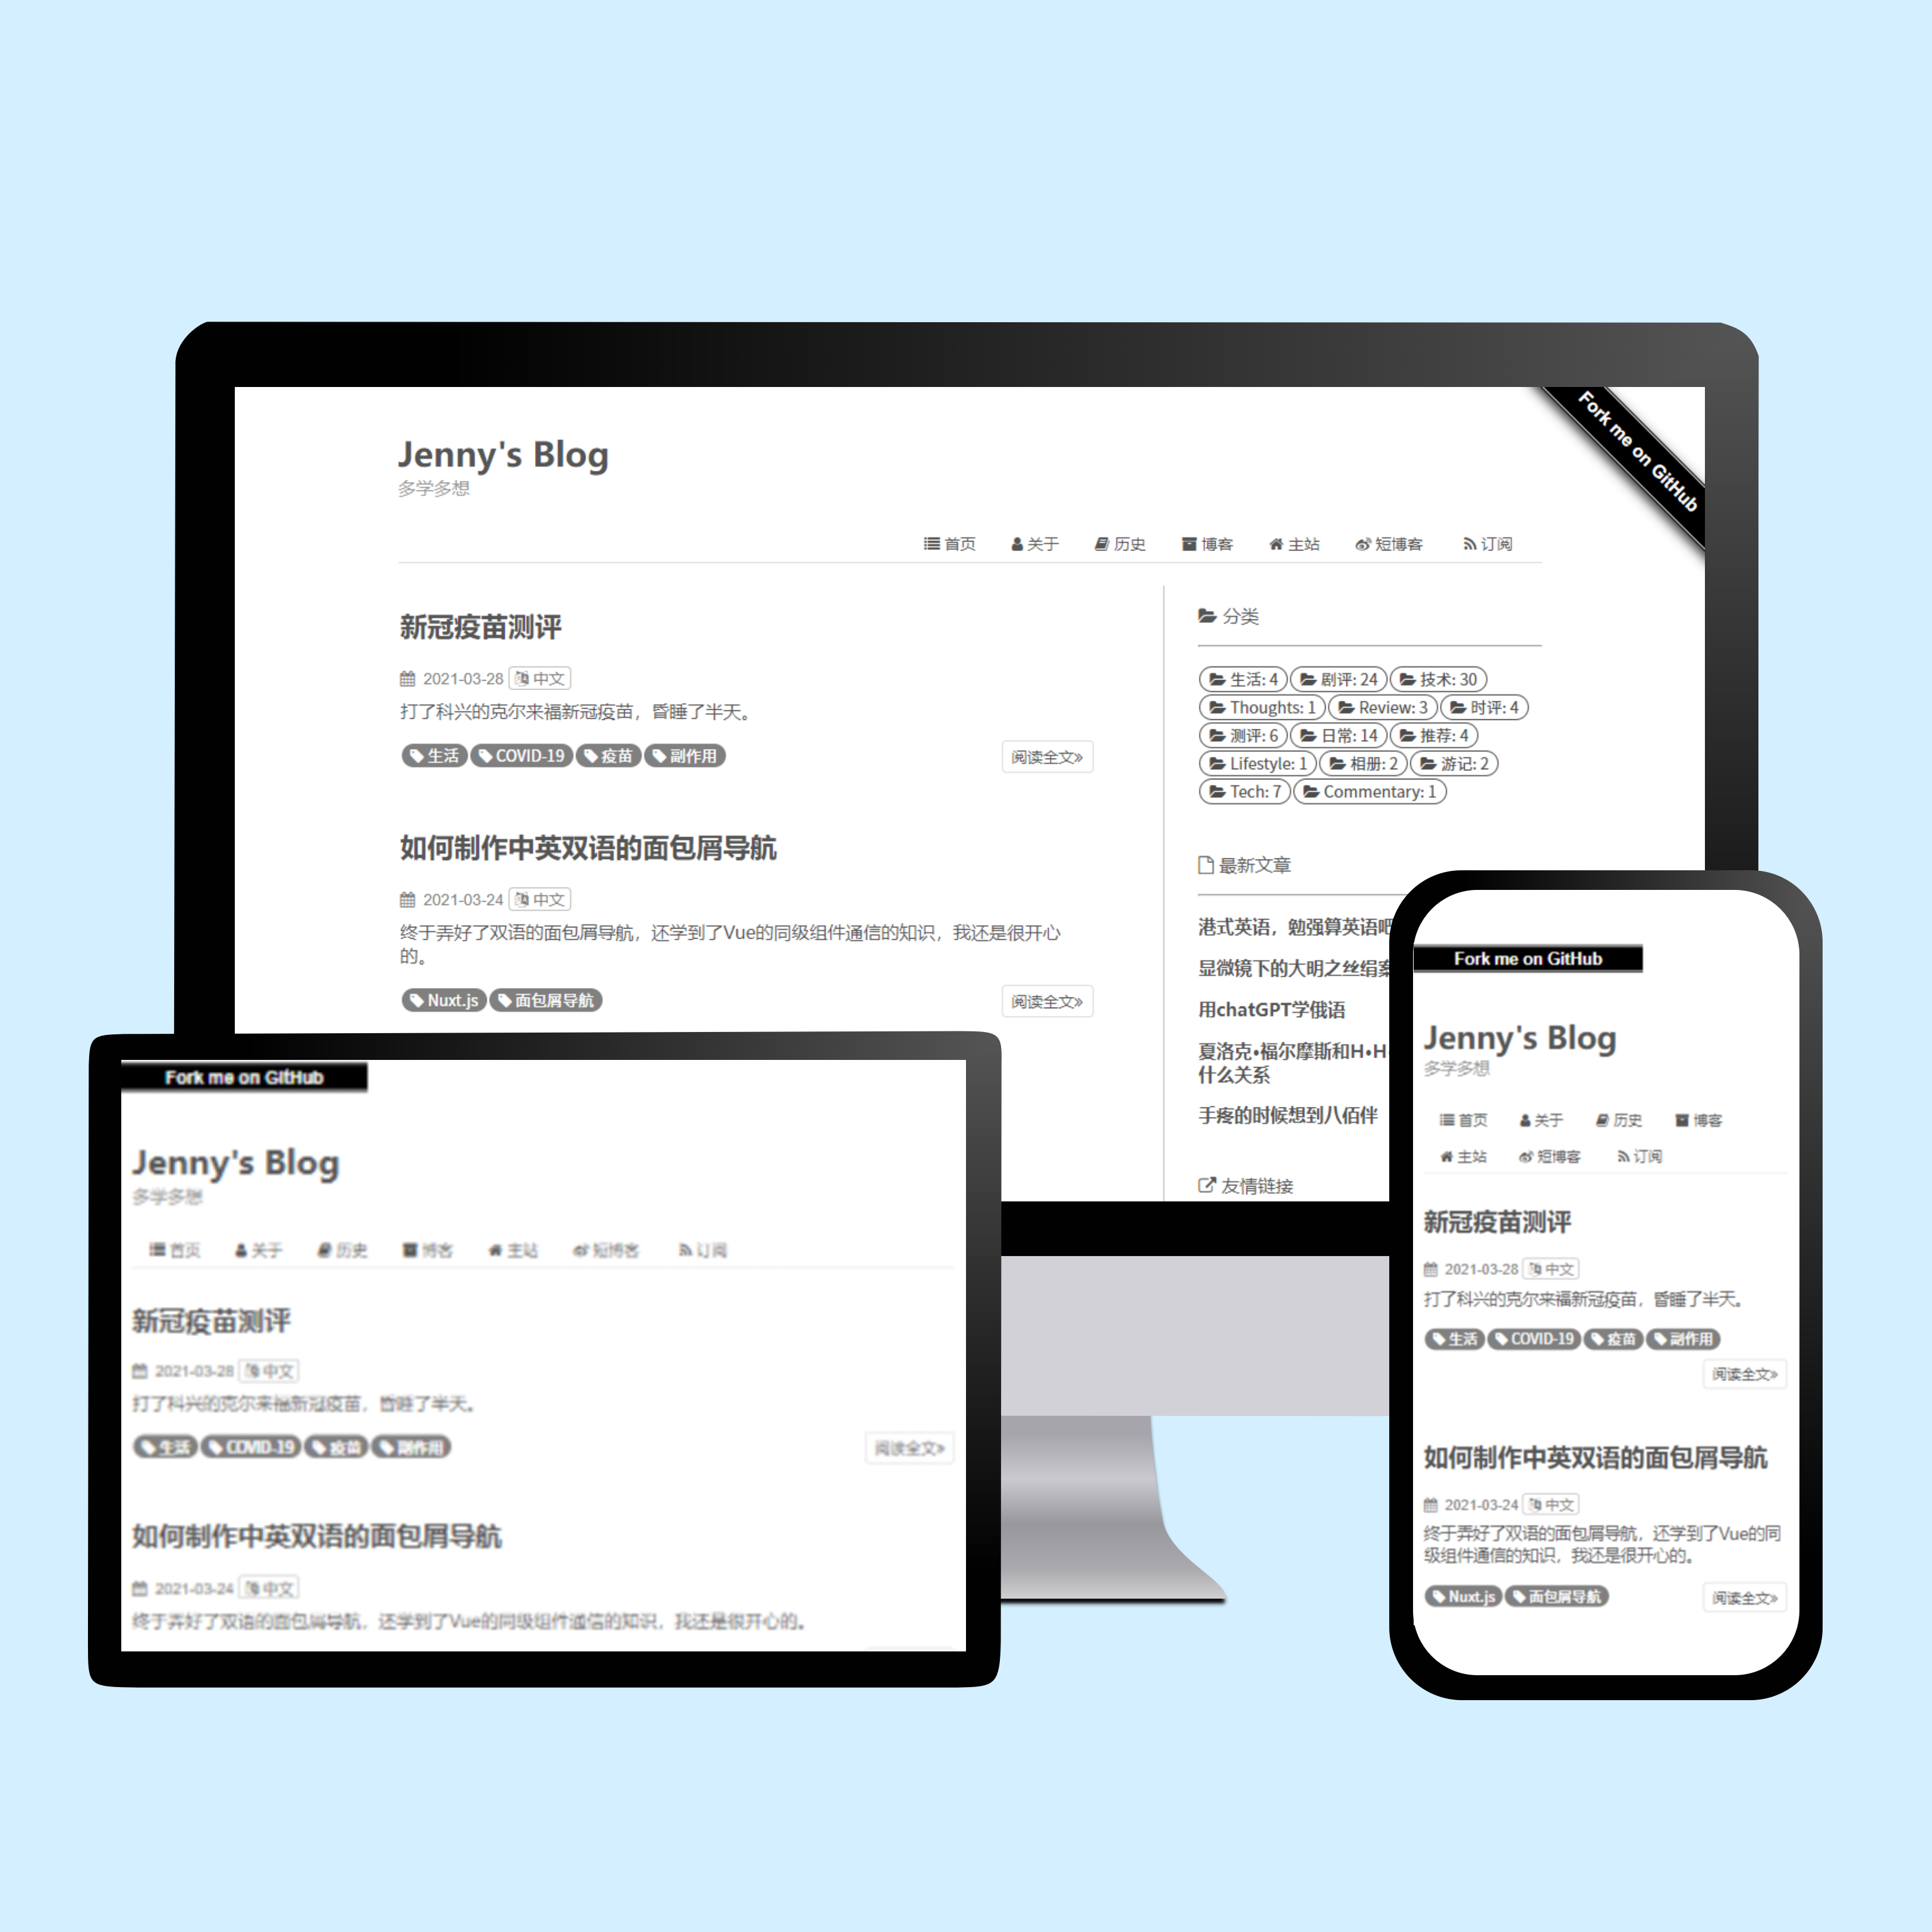 Fork me on GitHub
Jenny's Blog
多学多想
首页 关于 历史 博客 主站 短博客 订阅
新冠疫苗测评
2021-03-28 中文
打了科兴的克尔来福新冠疫苗，昏睡了半天。
生活 COVID-19 疫苗 副作用
阅读全文»
如何制作中英双语的面包屑导航
2021-03-24 中文
终于弄好了双语的面包屑导航，还学到了Vue的同级组件通信的知识，我还是很开心
的。
Nuxt.js 面包屑导航
阅读全文»
分类
生活: 4 剧评: 24 技术: 30
Thoughts: 1 Review: 3 时评: 4
测评: 6 日常: 14 推荐: 4
Lifestyle: 1 相册: 2 游记: 2
Tech: 7 Commentary: 1
最新文章
港式英语，勉强算英语吧
显微镜下的大明之丝绢案
用chatGPT学俄语
夏洛克•福尔摩斯和H•H
什么关系
手疼的时候想到八佰伴
友情链接
Fork me on GitHub
Jenny's Blog
多学多想
首页 关于 历史 博客 主站 短博客 订阅
新冠疫苗测评
2021-03-28 中文
打了科兴的克尔来福新冠疫苗，昏睡了半天。
生活 COVID-19 疫苗 副作用
阅读全文»
如何制作中英双语的面包屑导航
2021-03-24 中文
终于弄好了双语的面包屑导航，还学到了Vue的同级组件通信的知识，我还是很开心的。
Fork me on GitHub
Jenny's Blog
多学多想
首页 关于 历史 博客
主站 短博客 订阅
新冠疫苗测评
2021-03-28 中文
打了科兴的克尔来福新冠疫苗，昏睡了半天。
生活 COVID-19 疫苗 副作用
阅读全文»
如何制作中英双语的面包屑导航
2021-03-24 中文
终于弄好了双语的面包屑导航，还学到了Vue的同
级组件通信的知识，我还是很开心的。
Nuxt.js 面包屑导航
阅读全文»